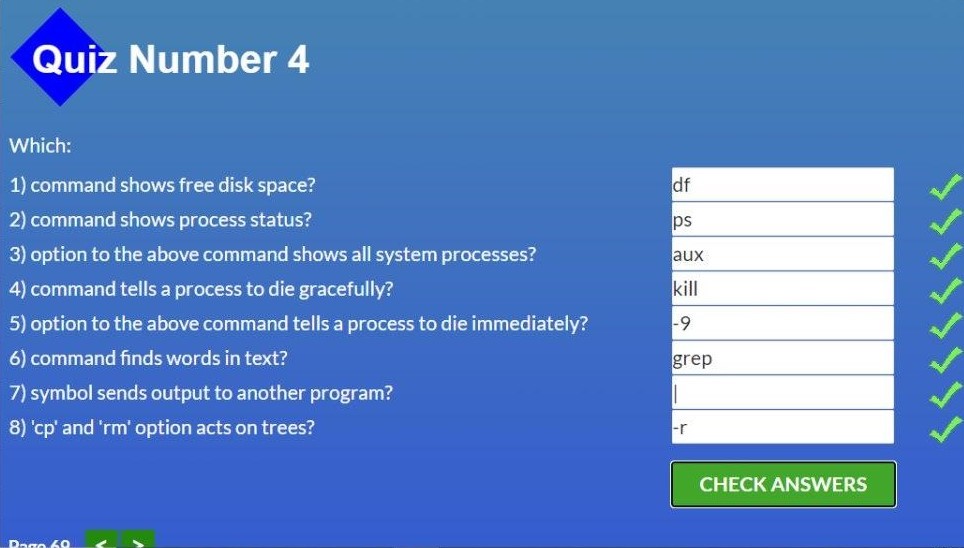 Quiz Number 4
Which:
1) command shows free disk space? df
2) command shows process status? ps
3) option to the above command shows all system processes? aux
4) command tells a process to die gracefully? kill
5) option to the above command tells a process to die immediately? -9
6) command finds words in text? grep
7) symbol sends output to another program? |
8) 'cp' and 'rm' option acts on trees? -r
CHECK ANSWERS
Page 69 < >